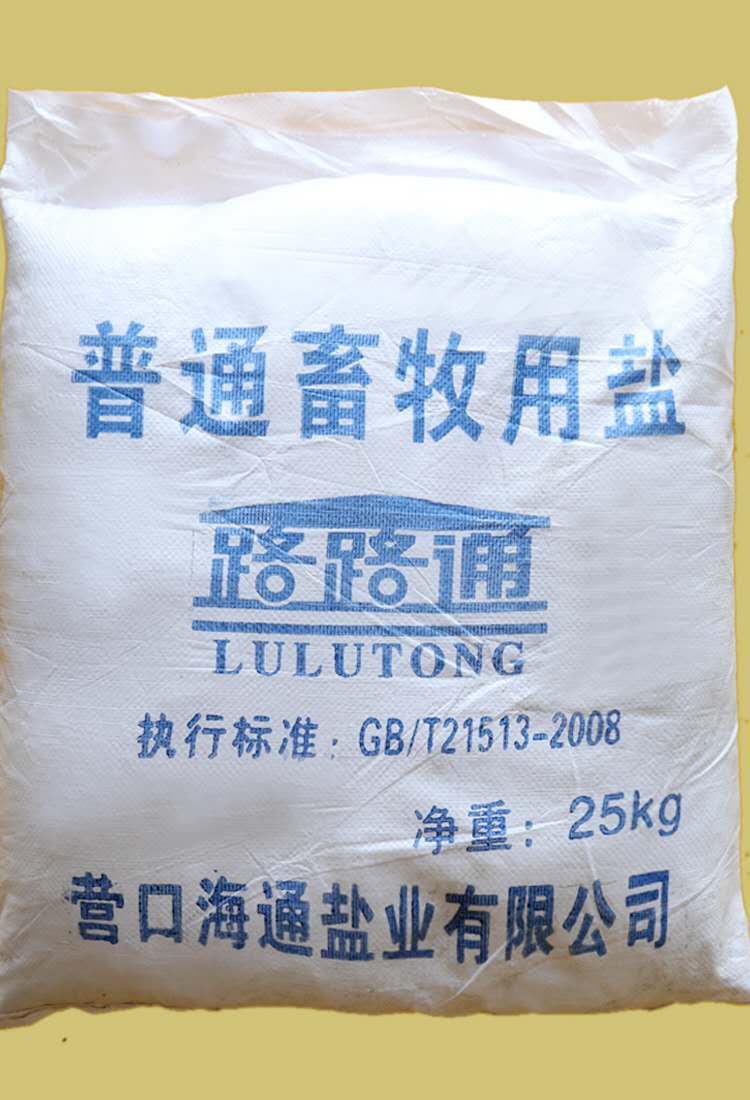 普通畜牧用盐
路路通
LULUTONG
执行标准：GB/T21513-2008
净重：25kg
营口海通盐业有限公司